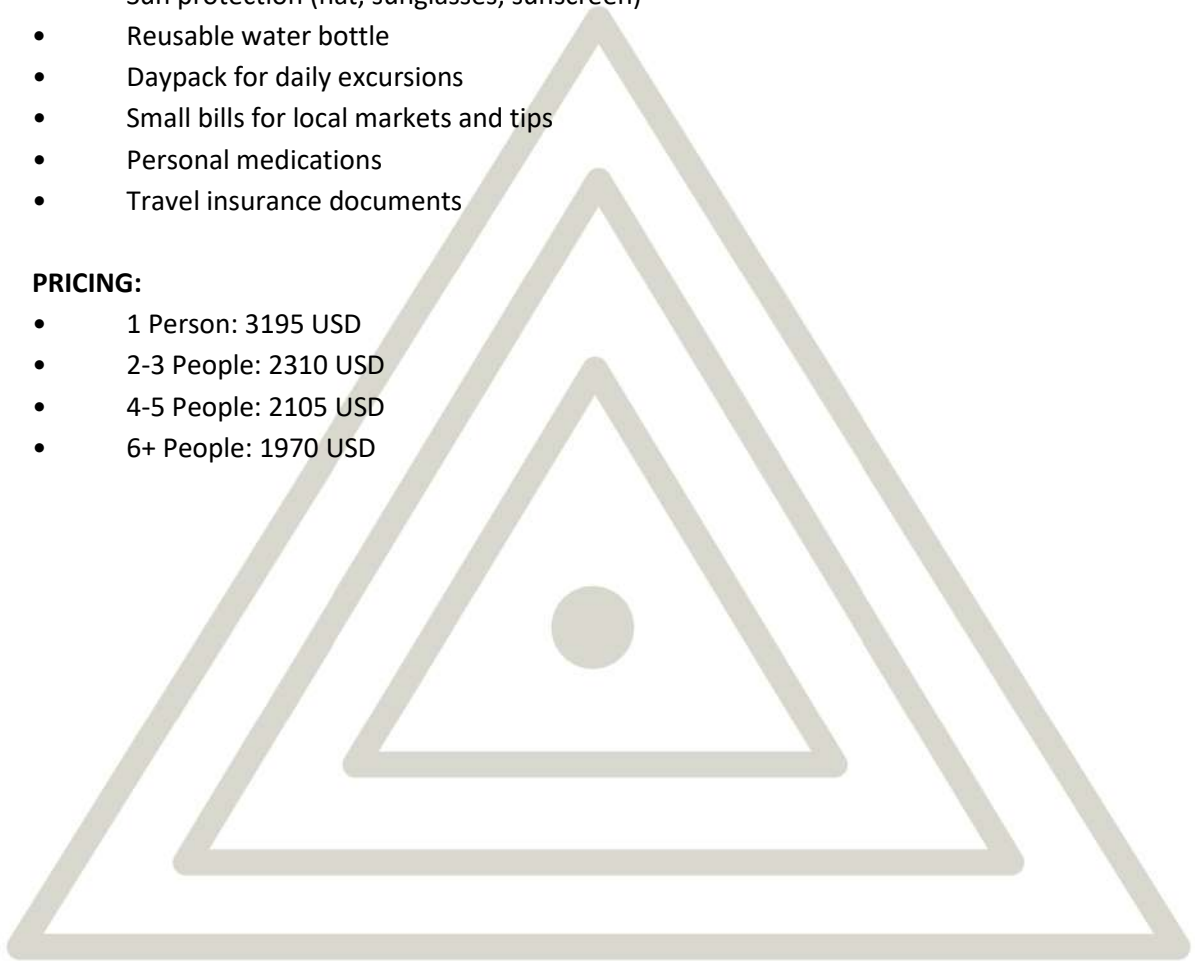 Sun protection (hat, sunglasses, sunscreen)
• Reusable water bottle
• Daypack for daily excursions
• Small bills for local markets and tips
• Personal medications
• Travel insurance documents
PRICING:
• 1 Person: 3195 USD
• 2-3 People: 2310 USD
• 4-5 People: 2105 USD
• 6+ People: 1970 USD